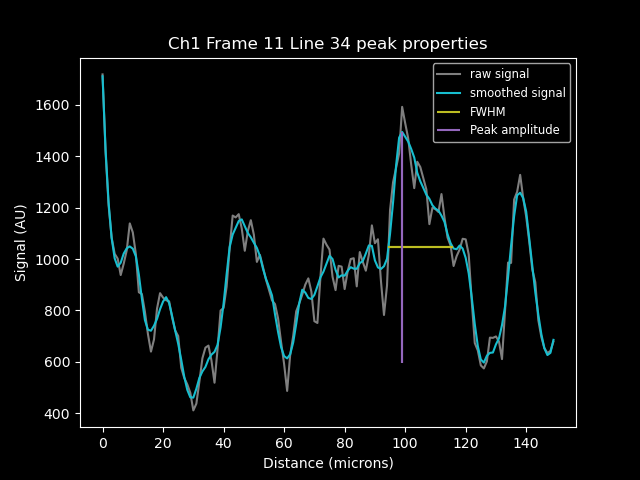 Ch1 Frame 11 Line 34 peak properties
raw signal
smoothed signal
FWHM
Peak amplitude
Signal (AU)
1600
1400
1200
1000
800
600
400
0 20 40 60 80 100 120 140
Distance (microns)